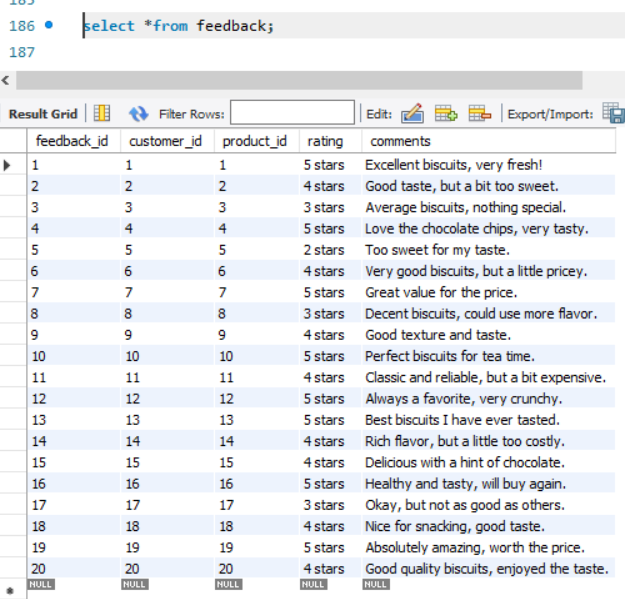 186 select *from feedback;
187
Result Grid Filter Rows: Edit: Export/Import:
feedback_id customer_id product_id rating comments
1 1 1 5 stars Excellent biscuits, very fresh!
2 2 2 4 stars Good taste, but a bit too sweet.
3 3 3 3 stars Average biscuits, nothing special.
4 4 4 5 stars Love the chocolate chips, very tasty.
5 5 5 2 stars Too sweet for my taste.
6 6 6 4 stars Very good biscuits, but a little pricey.
7 7 7 5 stars Great value for the price.
8 8 8 3 stars Decent biscuits, could use more flavor.
9 9 9 4 stars Good texture and taste.
10 10 10 5 stars Perfect biscuits for tea time.
11 11 11 4 stars Classic and reliable, but a bit expensive.
12 12 12 5 stars Always a favorite, very crunchy.
13 13 13 5 stars Best biscuits I have ever tasted.
14 14 14 4 stars Rich flavor, but a little too costly.
15 15 15 4 stars Delicious with a hint of chocolate.
16 16 16 5 stars Healthy and tasty, will buy again.
17 17 17 3 stars Okay, but not as good as others.
18 18 18 4 stars Nice for snacking, good taste.
19 19 19 5 stars Absolutely amazing, worth the price.
20 20 20 4 stars Good quality biscuits, enjoyed the taste.
NULL NULL NULL NULL NULL